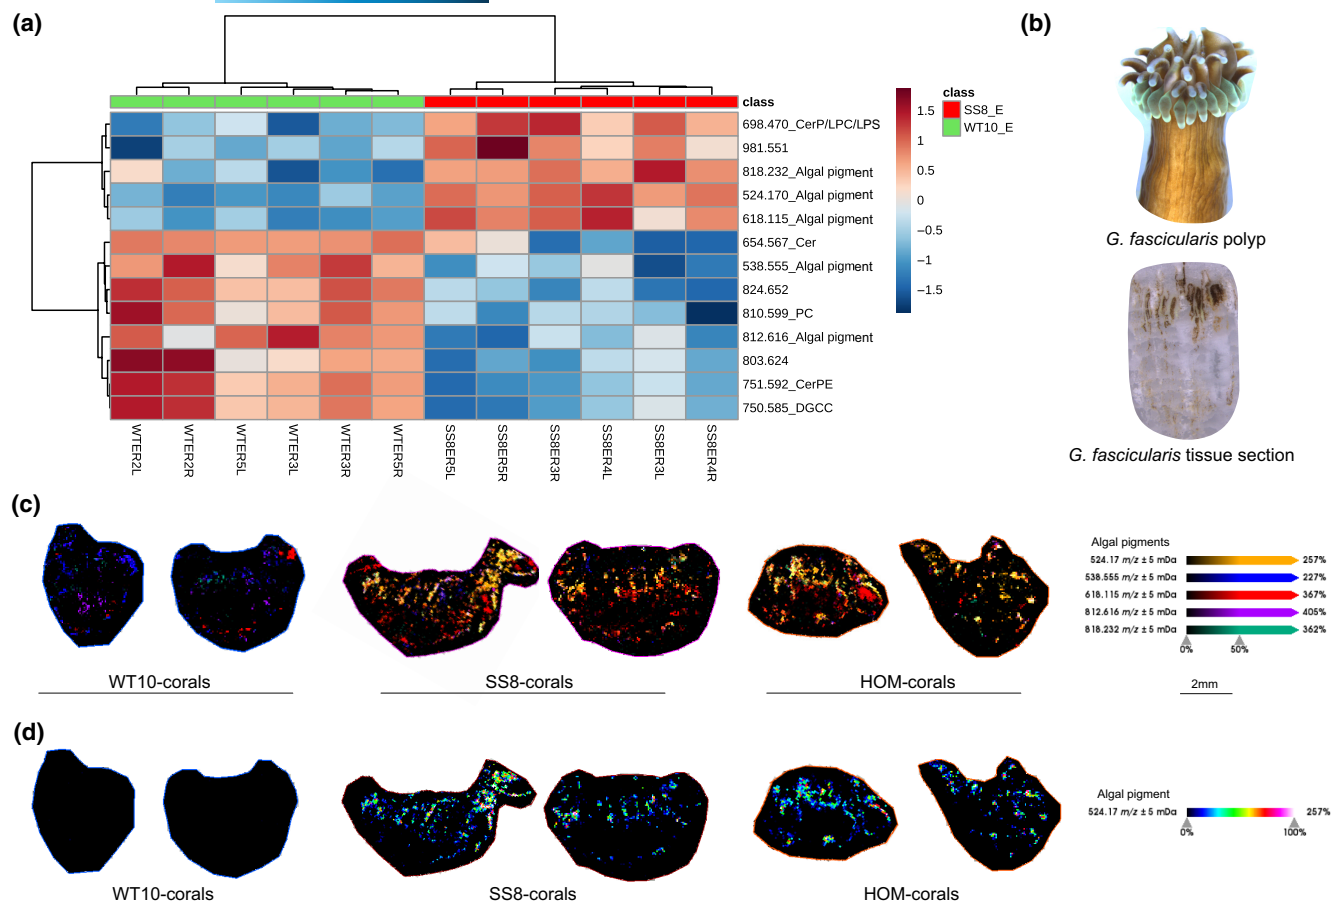 (a)
class
698.470_CerP/LPC/LPS
981.551
818.232_Algal pigment
524.170_Algal pigment
618.115_Algal pigment
654.567_Cer
538.555_Algal pigment
824.652
810.599_PC
812.616_Algal pigment
803.624
751.592_CerPE
750.585_DGCC
WTER2L
WTER2R
WTER5L
WTER3L
WTER3R
WTER5R
SS8ER5L
SS8ER5R
SS8ER3R
SS8ER4L
SS8ER3L
SS8ER4R
1.5
1
0.5
0
−0.5
−1
−1.5
class
SS8_E
WT10_E
(b)
G. fascicularis polyp
G. fascicularis tissue section
(c)
WT10-corals
SS8-corals
HOM-corals
Algal pigments
524.17 m/z ± 5 mDa 257%
538.555 m/z ± 5 mDa 227%
618.115 m/z ± 5 mDa 367%
812.616 m/z ± 5 mDa 405%
818.232 m/z ± 5 mDa 362%
0% 50%
2mm
(d)
WT10-corals
SS8-corals
HOM-corals
Algal pigment
524.17 m/z ± 5 mDa 257%
0% 100%